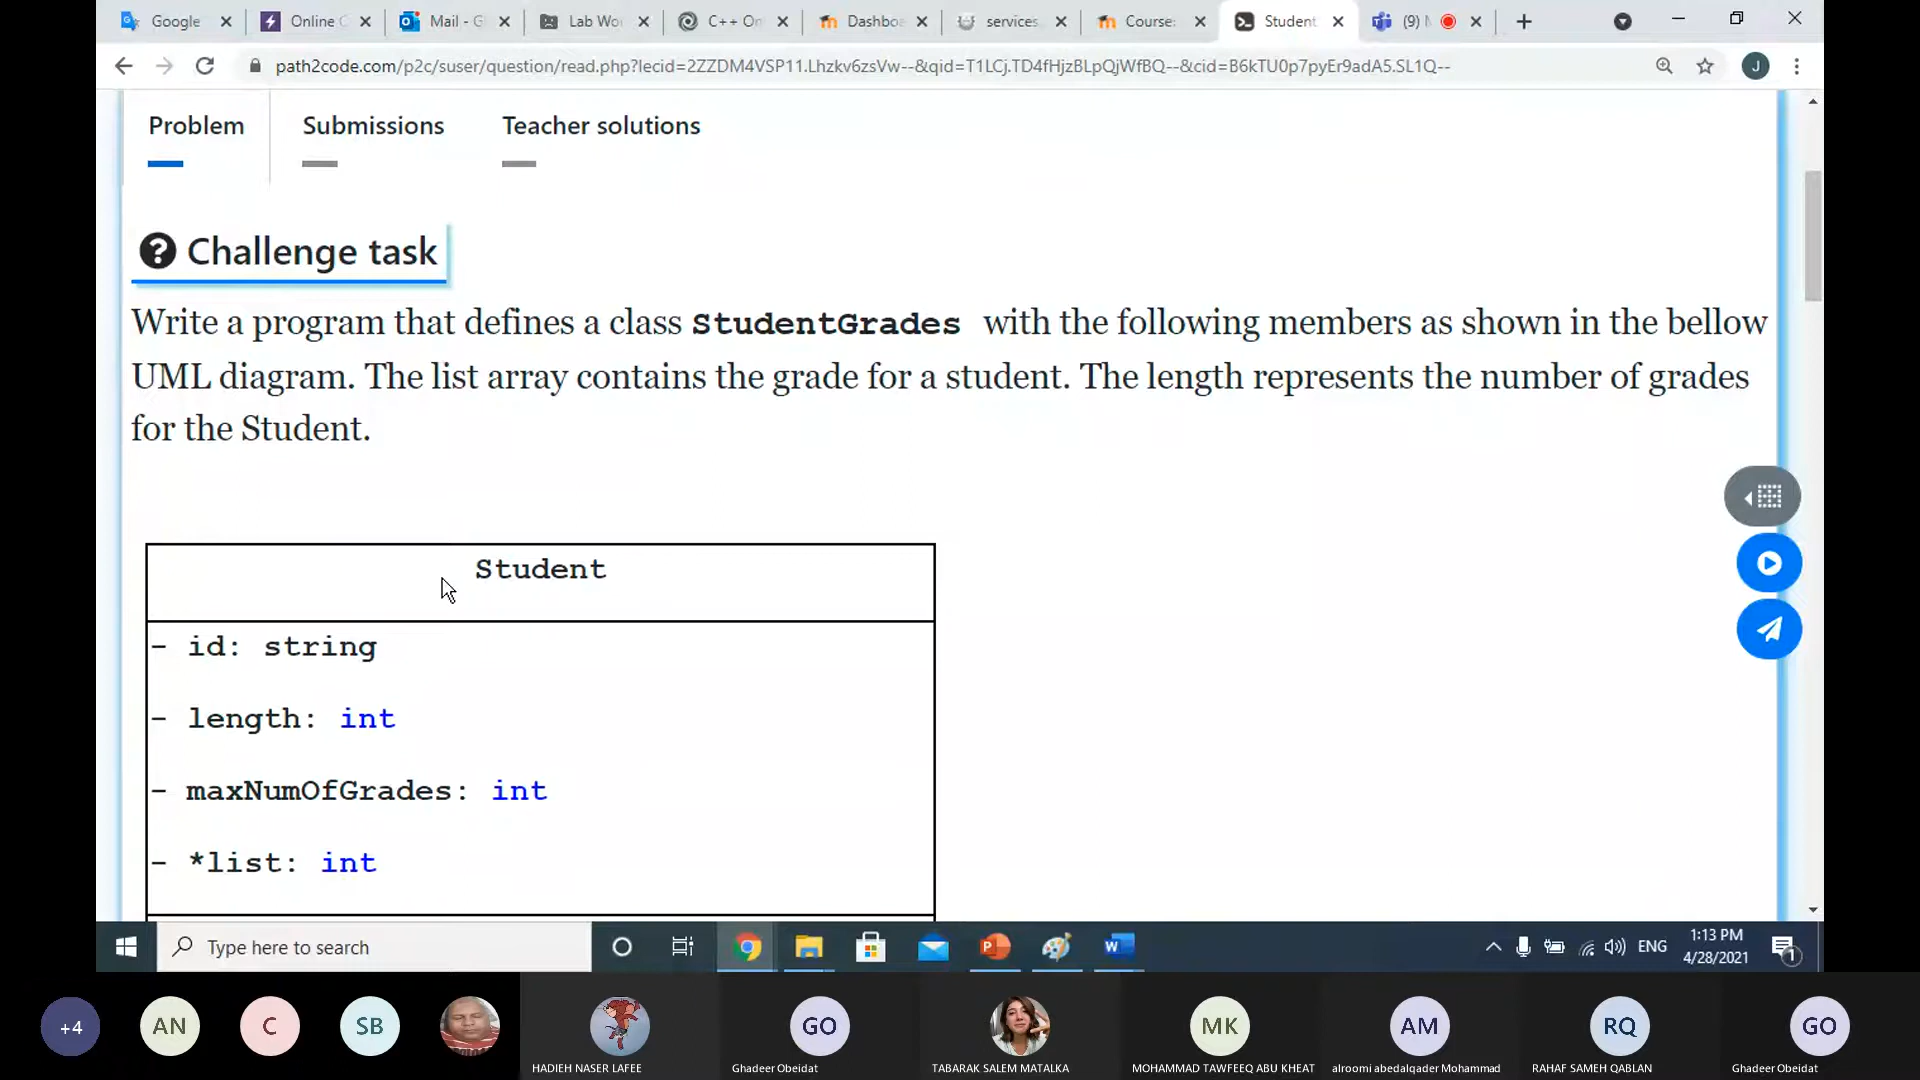 Google
Online C
Mail - G
Lab Wo
C++ On
Dashbo
services
Course
Student
(9)
path2code.com/p2c/suser/question/read.php?lecid=2ZZDM4VSP11.Lhzkv6zsVw--&qid=T1LCj.TD4fHjzBLpQjWfBQ--&cid=B6kTU0p7pyEr9adA5.SL1Q--
J
Problem
Submissions
Teacher solutions
? Challenge task
Write a program that defines a class StudentGrades with the following members as shown in the bellow
UML diagram. The list array contains the grade for a student. The length represents the number of grades
for the Student.
Student
- id: string
- length: int
- maxNumOfGrades: int
- *list: int
Type here to search
ENG
1:13 PM
4/28/2021
1
+4
AN
C
SB
GO
MK
AM
RQ
GO
HADIEH NASER LAFEE
Ghadeer Obeidat
TABARAK SALEM MATALKA
MOHAMMAD TAWFEEQ ABU KHEAT
alroomi abedalqader Mohammad
RAHAF SAMEH QABLAN
Ghadeer Obeidat